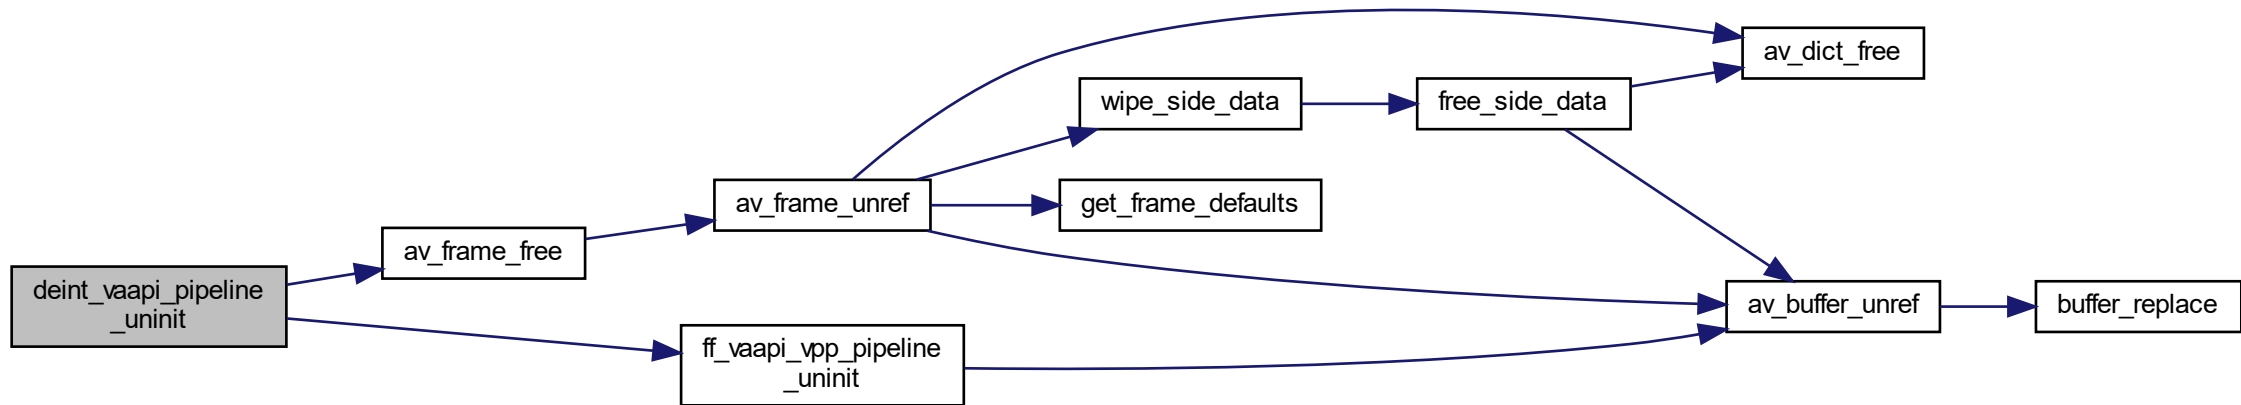 deint_vaapi_pipeline
_uninit
av_frame_free
ff_vaapi_vpp_pipeline
_uninit
av_frame_unref
wipe_side_data
get_frame_defaults
free_side_data
av_dict_free
av_buffer_unref
buffer_replace